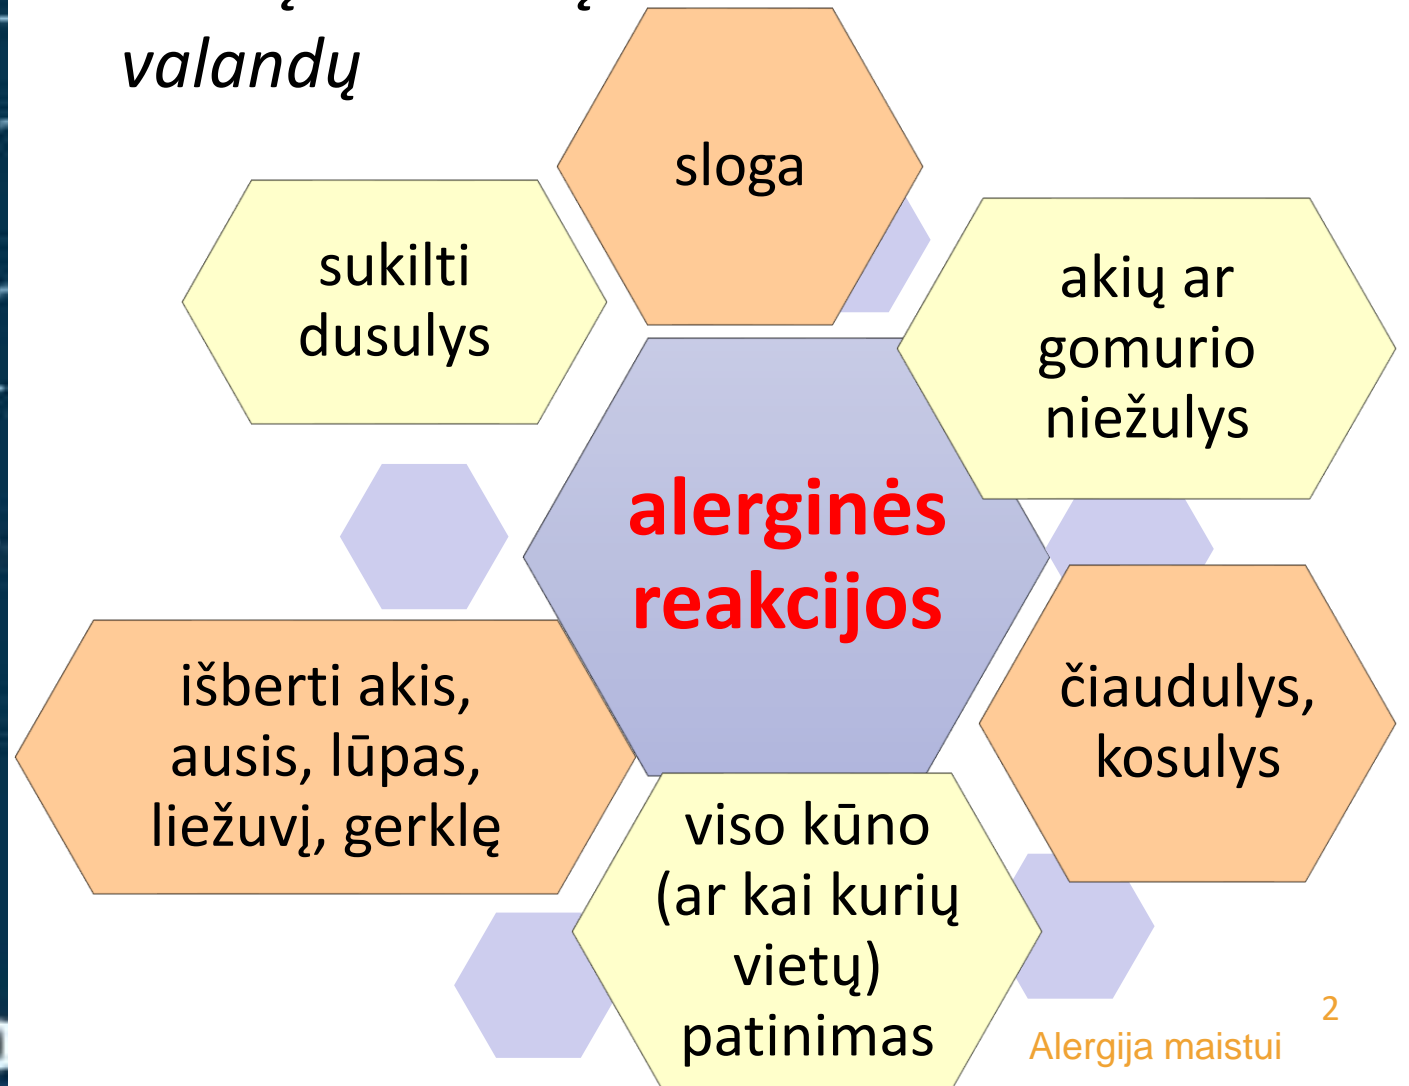 valandų
sloga
sukilti
dusulys
akių ar
gomurio
niežulys
alerginės
reakcijos
išberti akis,
ausis, lūpas,
liežuvį, gerklę
čiaudulys,
kosulys
viso kūno
(ar kai kurių
vietų)
patinimas
2
Alergija maistui